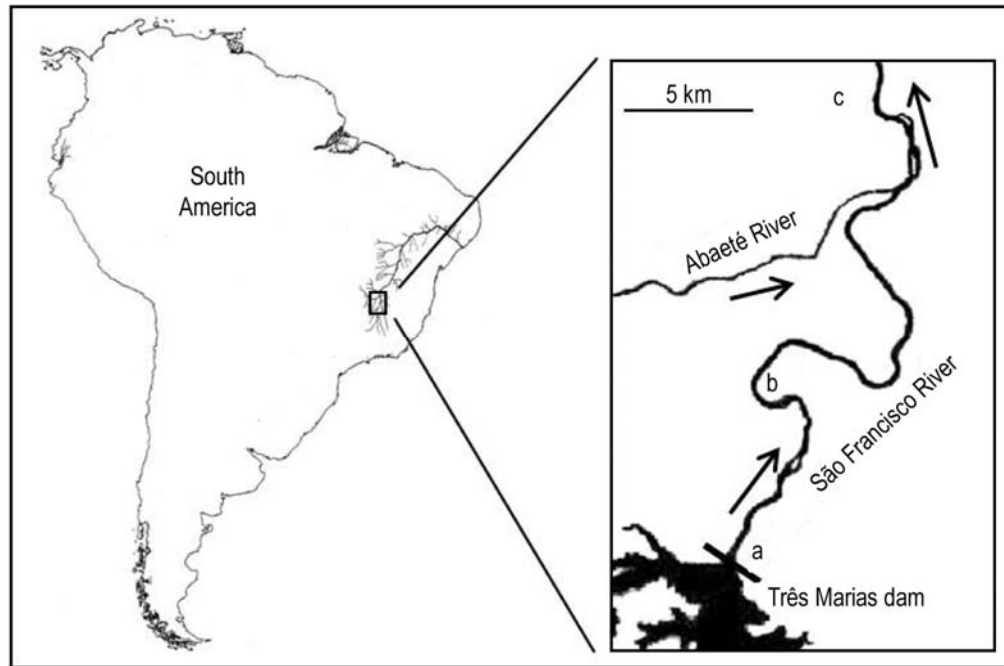 South
America
5 km
c
Abaeté River
b
São Francisco River
a
Três Marias dam